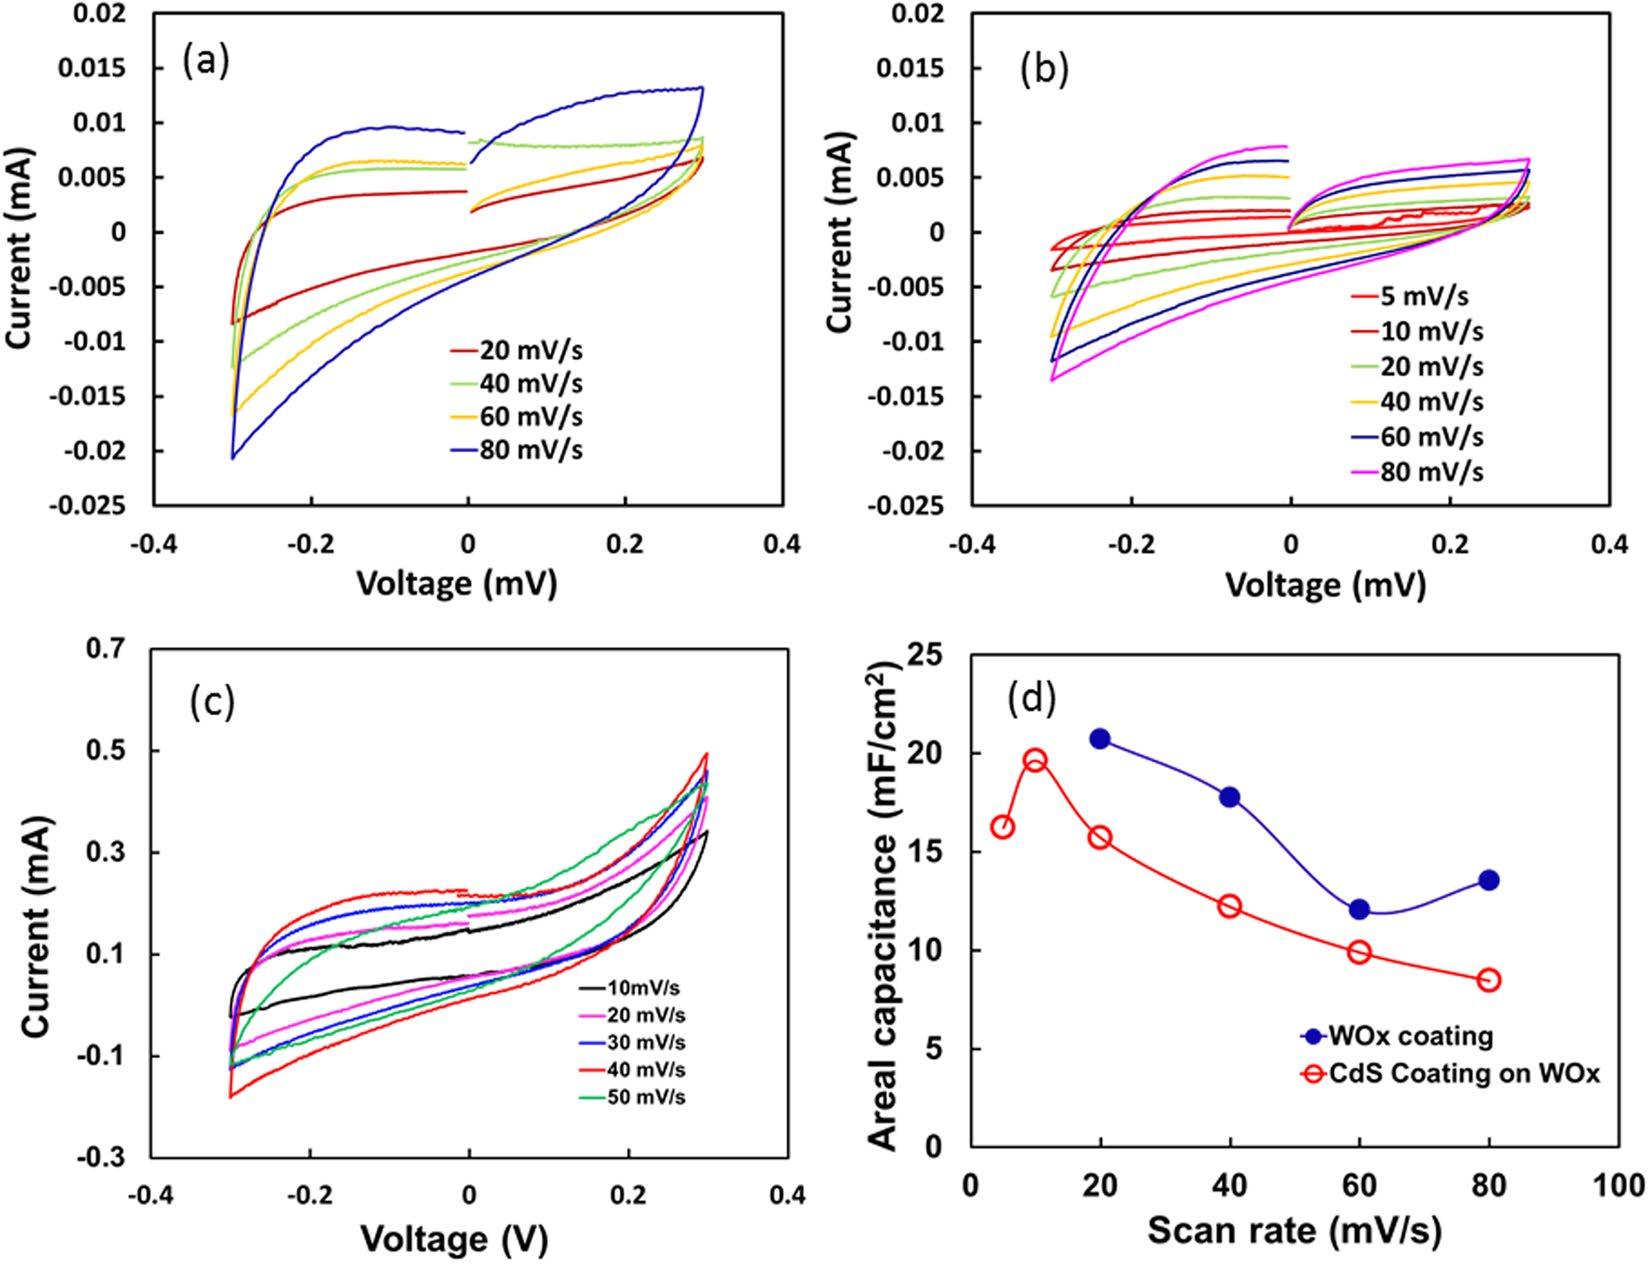 (a)
0.02
0.015
0.01
0.005
0
-0.005
-0.01
-0.015
-0.02
-0.025
-0.4
-0.2
0
0.2
0.4
Current (mA)
Voltage (mV)
20 mV/s
40 mV/s
60 mV/s
80 mV/s
(b)
0.02
0.015
0.01
0.005
0
-0.005
-0.01
-0.015
-0.02
-0.025
-0.4
-0.2
0
0.2
0.4
Current (mA)
Voltage (mV)
5 mV/s
10 mV/s
20 mV/s
40 mV/s
60 mV/s
80 mV/s
(c)
0.7
0.5
0.3
0.1
-0.1
-0.3
-0.4
-0.2
0
0.2
0.4
Current (mA)
Voltage (V)
10mV/s
20 mV/s
30 mV/s
40 mV/s
50 mV/s
(d)
25
20
15
10
5
0
0
20
40
60
80
100
Areal capacitance (mF/cm²)
Scan rate (mV/s)
WOx coating
CdS Coating on WOx